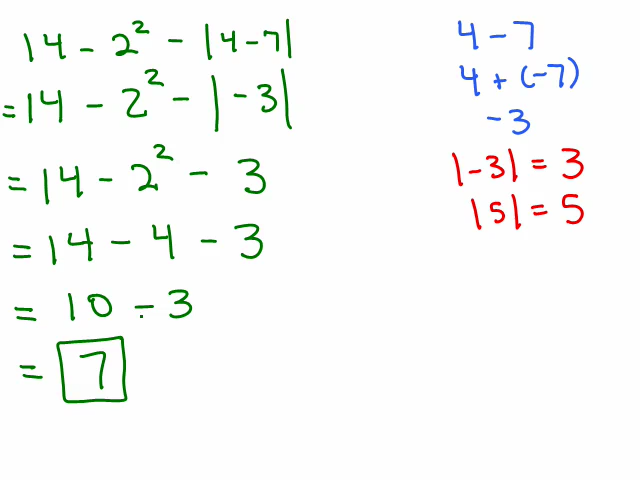 14 - 2² - |4-7|
= 14 - 2² - |-3|
= 14 - 2² - 3
= 14 - 4 - 3
= 10 - 3
= 7
4 - 7
4 + (-7)
-3
|-3| = 3
|5| = 5